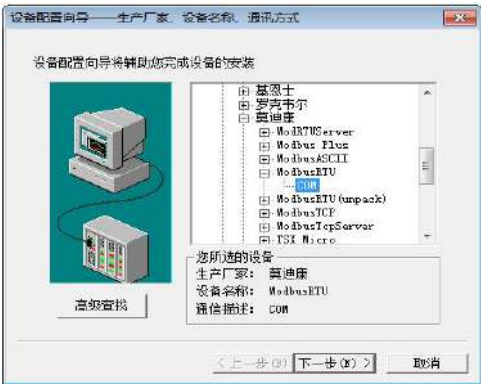 设备配置向导——生产厂家、设备名称、通讯方式
设备配置向导将辅助您完成设备的安装
基恩士
罗克韦尔
莫迪康
ModRTUServer
Modbus Plus
ModbusASCII
ModbusRTU
COM
ModbusRTU(unpack)
ModbusTCP
ModbusTcpServer
TSX Micro
您所选的设备
生产厂家： 莫迪康
设备名称： ModbusRTU
通信描述： COM
高级查找
<上一步(B) 下一步(N) > 取消